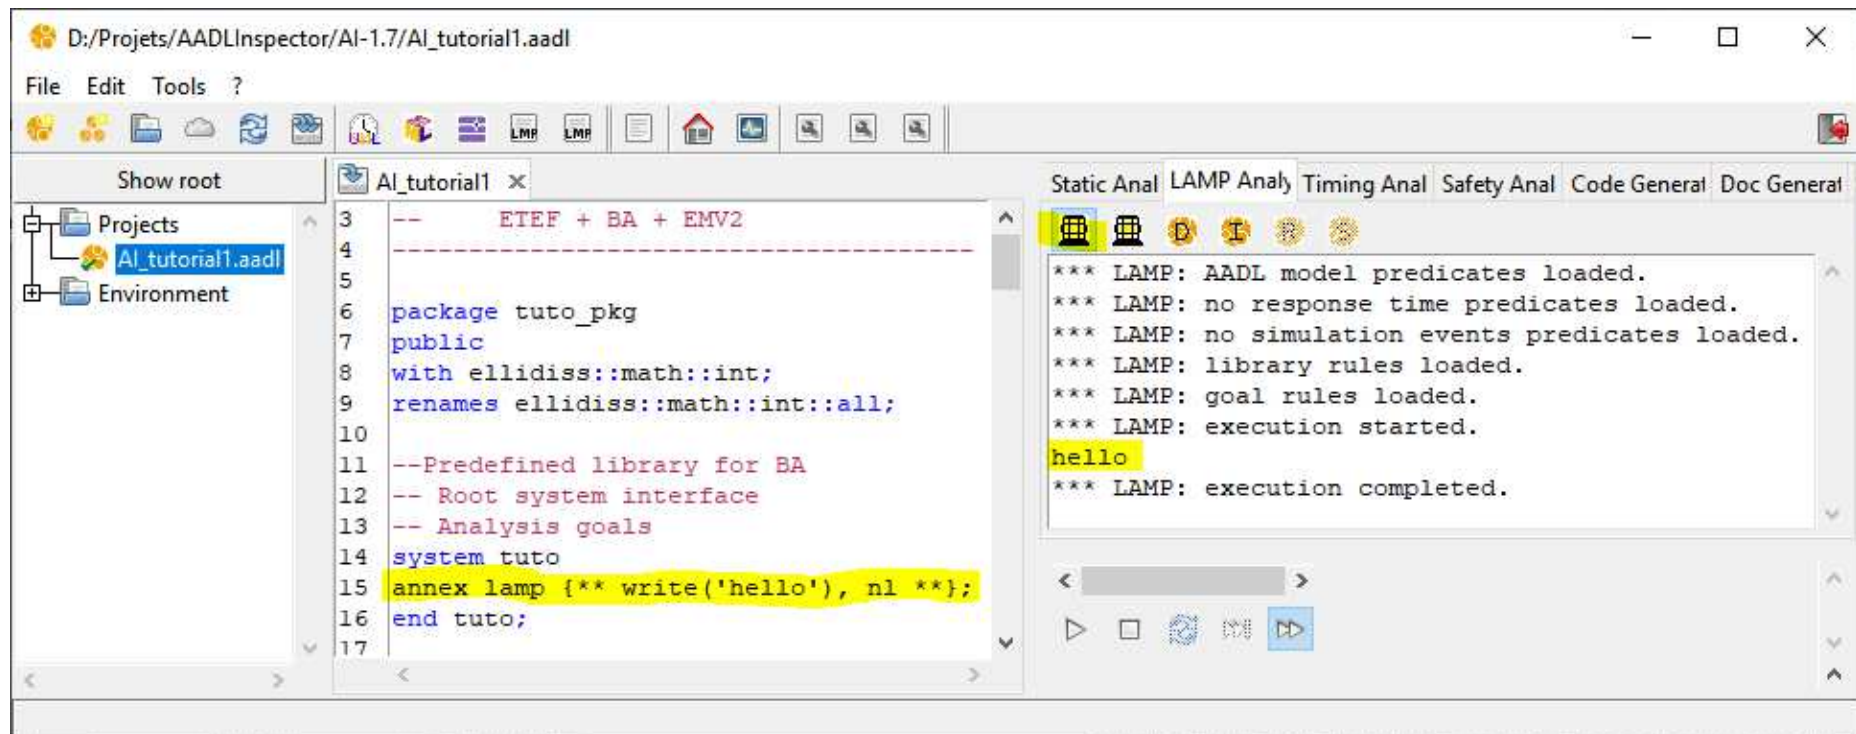 D:/Projets/AADLInspector/AI-1.7/AI_tutorial1.aadl
File Edit Tools ?
LMP LMP
Show root
Projects
AI_tutorial1.aadl
Environment
AI_tutorial1
3 -- ETEF + BA + EMV2
4 --------------------------------------
5
6 package tuto_pkg
7 public
8 with ellidiss::math::int;
9 renames ellidiss::math::int::all;
10
11 --Predefined library for BA
12 -- Root system interface
13 -- Analysis goals
14 system tuto
15 annex lamp {** write('hello'), nl **};
16 end tuto;
17
Static Anal LAMP Analy Timing Anal Safety Anal Code Generat Doc Generat
D I R S
*** LAMP: AADL model predicates loaded.
*** LAMP: no response time predicates loaded.
*** LAMP: no simulation events predicates loaded.
*** LAMP: library rules loaded.
*** LAMP: goal rules loaded.
*** LAMP: execution started.
hello
*** LAMP: execution completed.